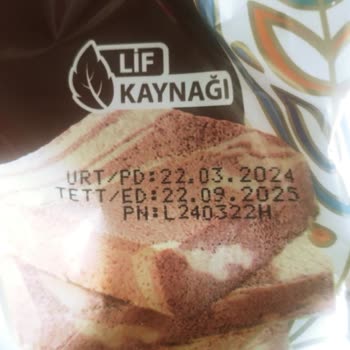 LİF
KAYNAĞI
URT/PD:22.03.2024
TETT/ED:22.09.2025
PN:L240322H